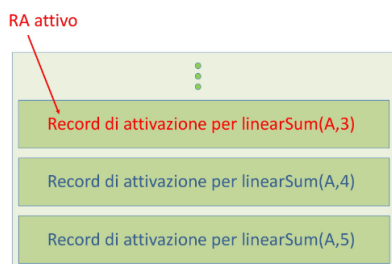 RA attivo
Record di attivazione per linearSum(A,3)
Record di attivazione per linearSum(A,4)
Record di attivazione per linearSum(A,5)